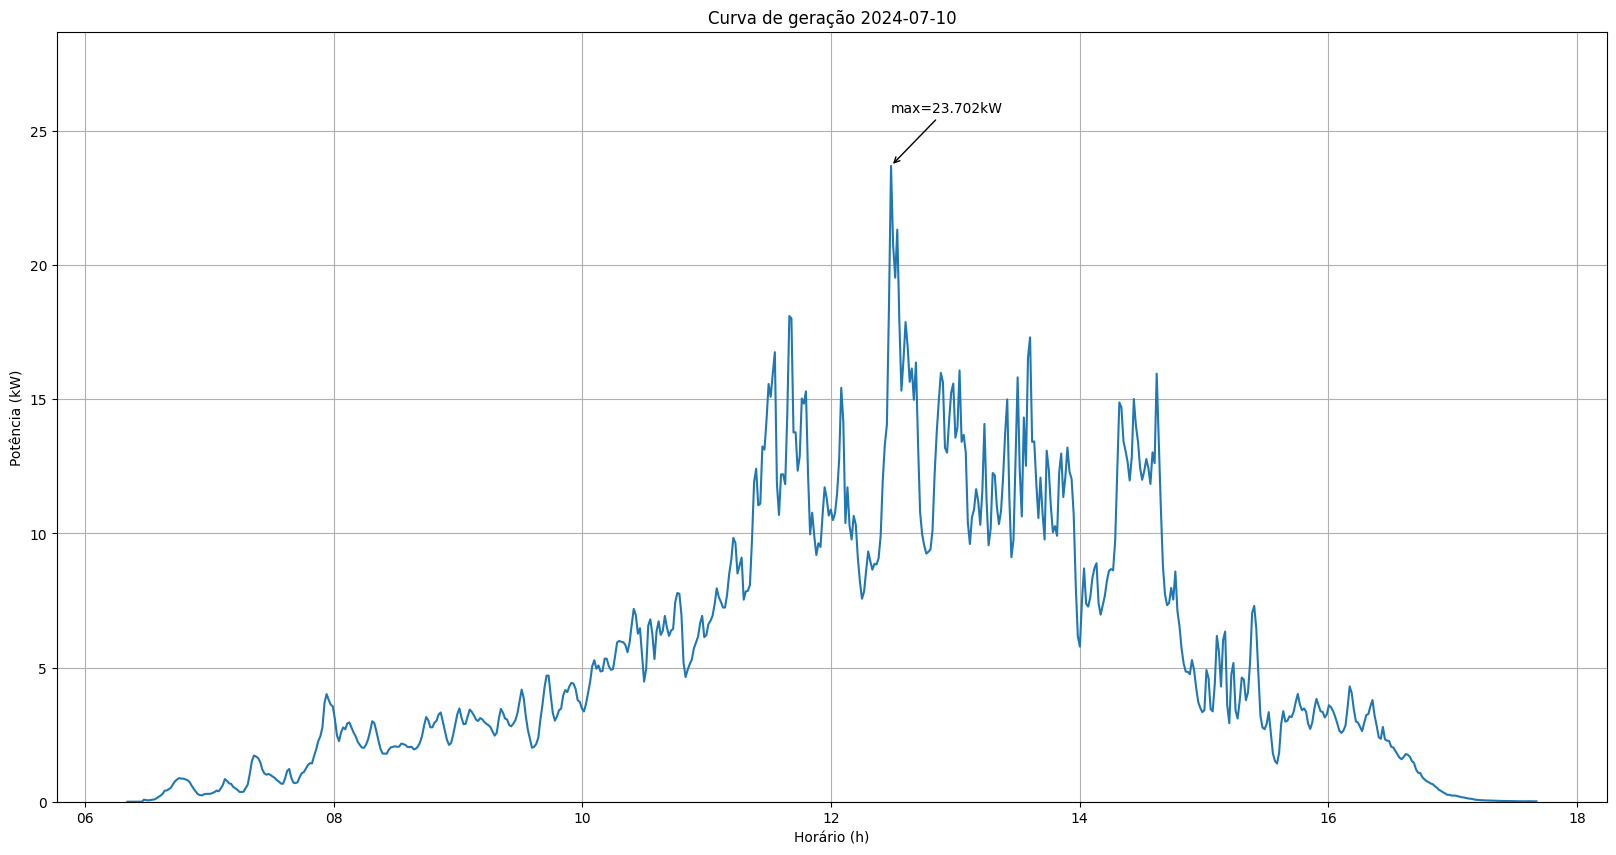 Curva de geração 2024-07-10
max=23.702kW
25
20
15
10
5
0
Potência (kW)
06 08 10 12 14 16 18
Horário (h)